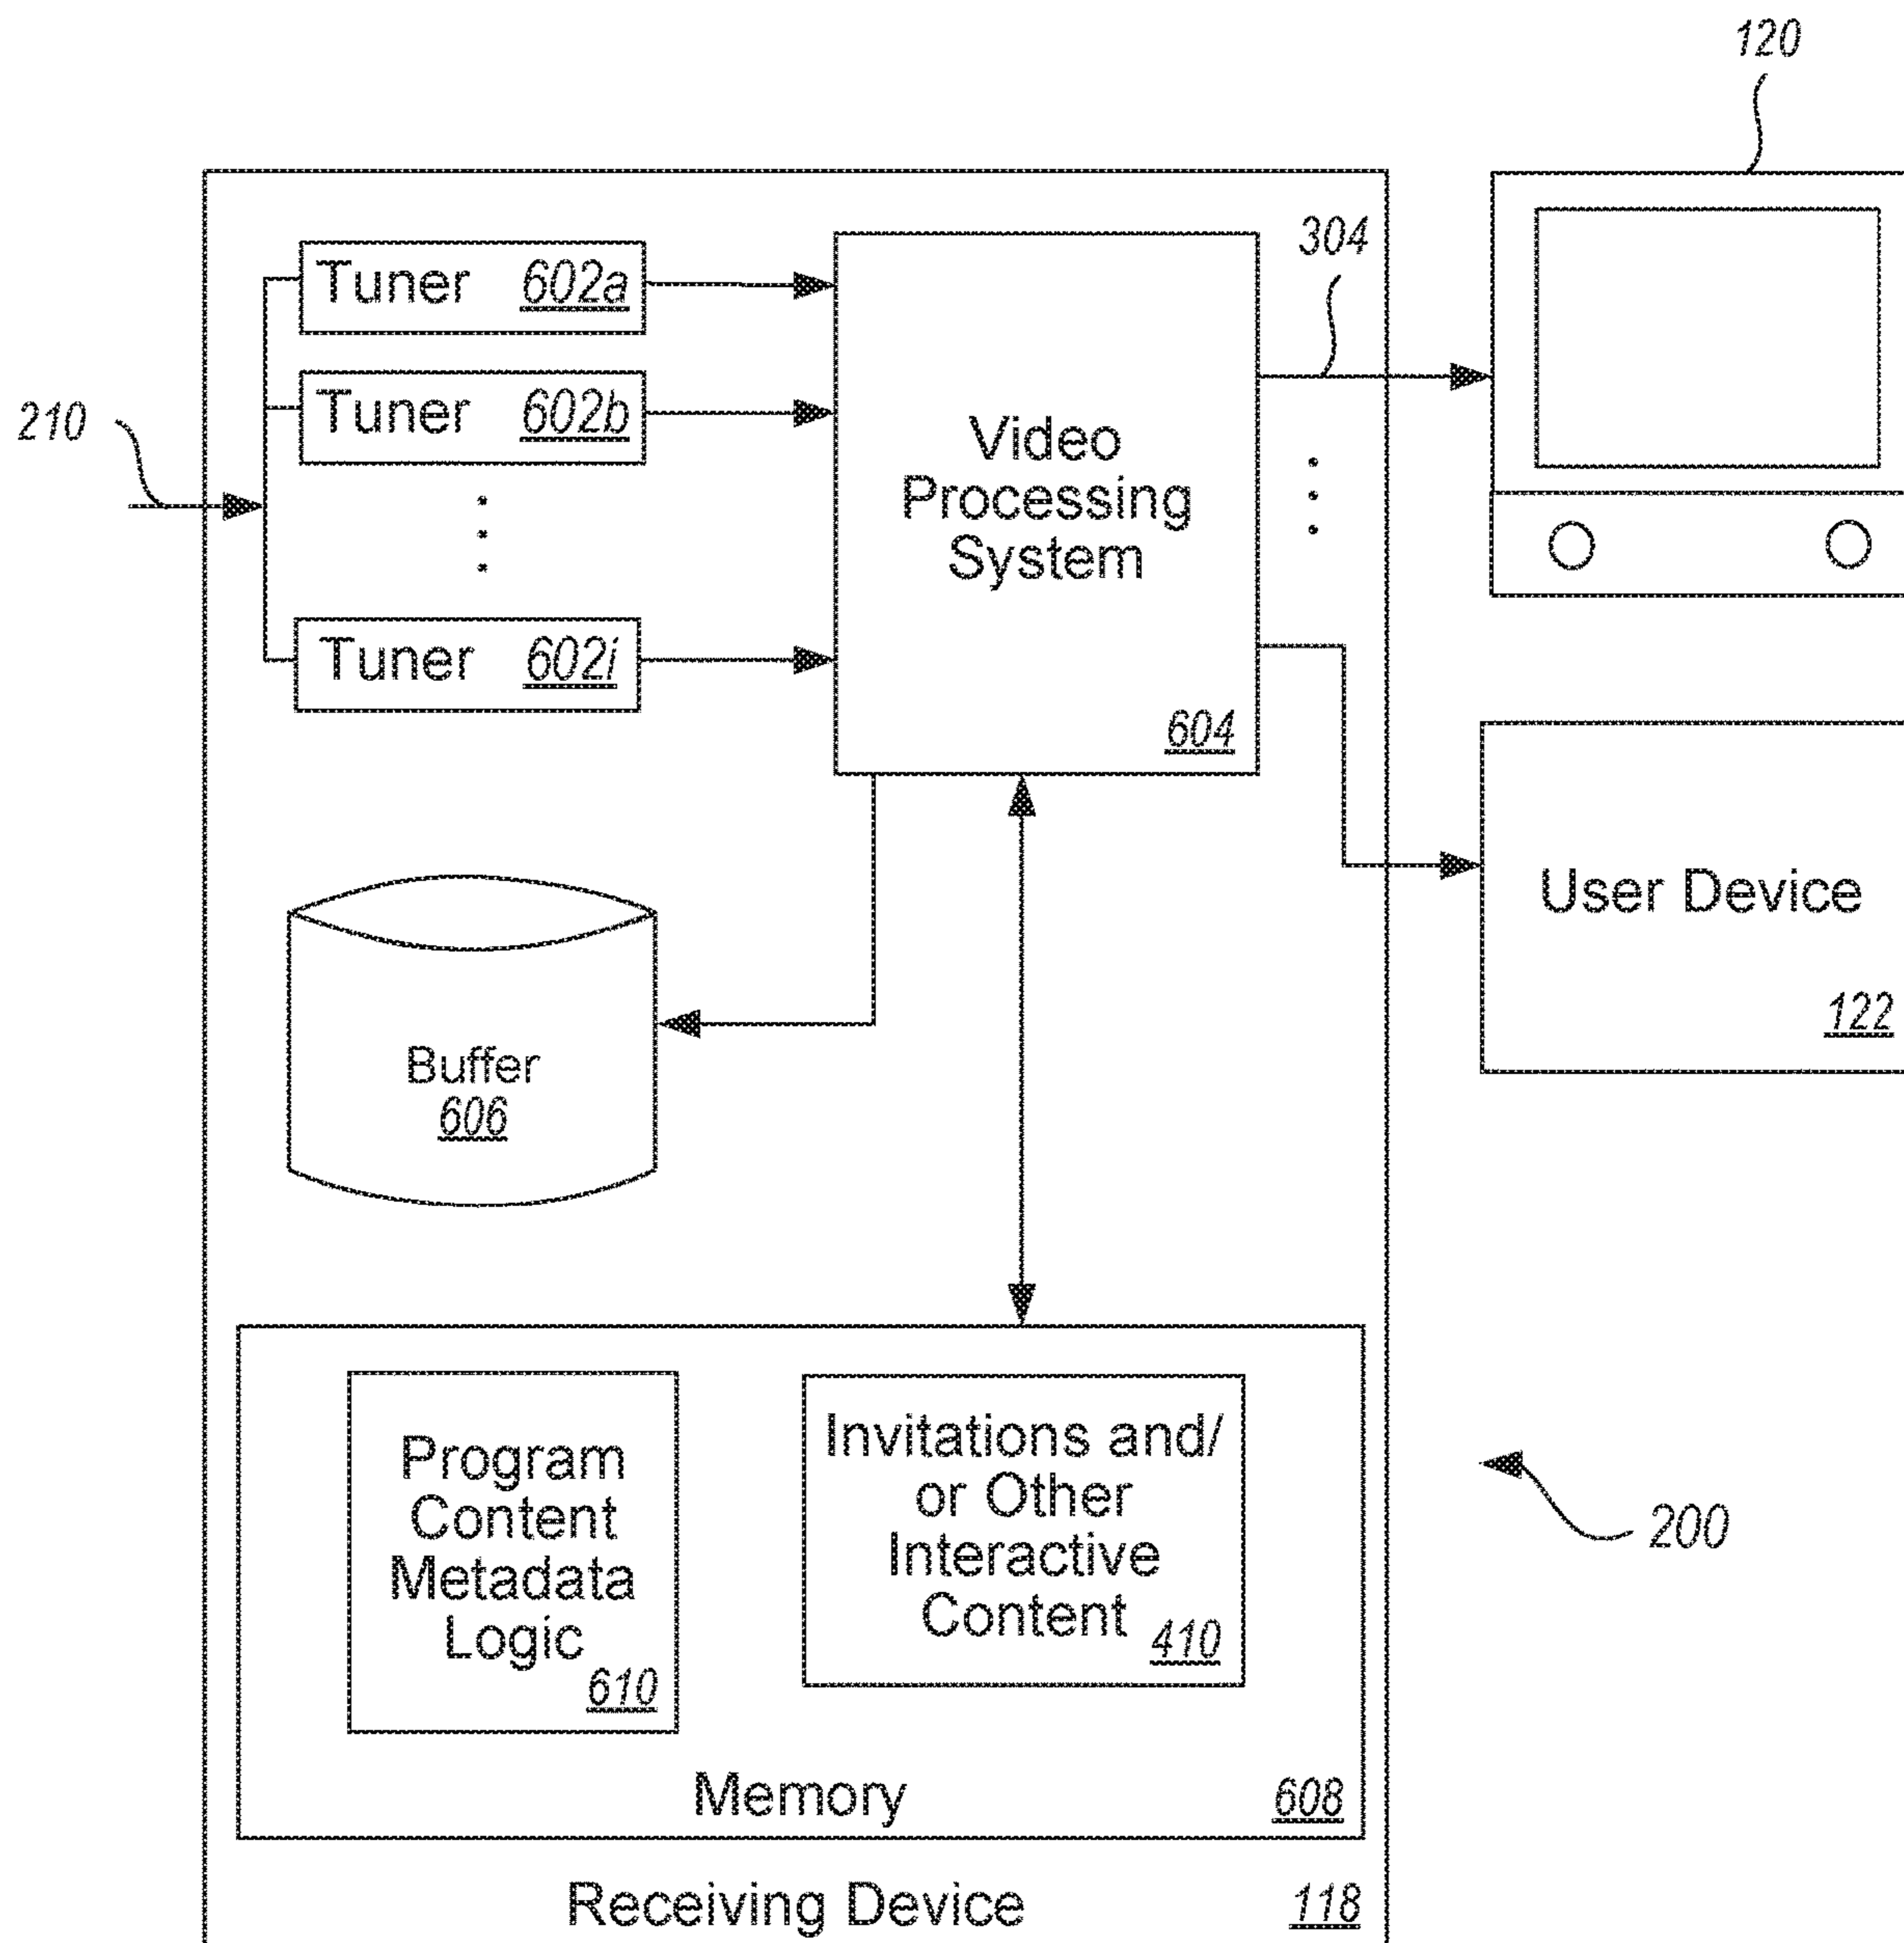 120
304
Tuner 602a
Tuner 602b
210
Tuner 602i
Video
Processing
System
604
User Device
122
Buffer
606
Program
Content
Metadata
Logic
610
Invitations and/
or Other
Interactive
Content
410
200
Memory
608
Receiving Device
118